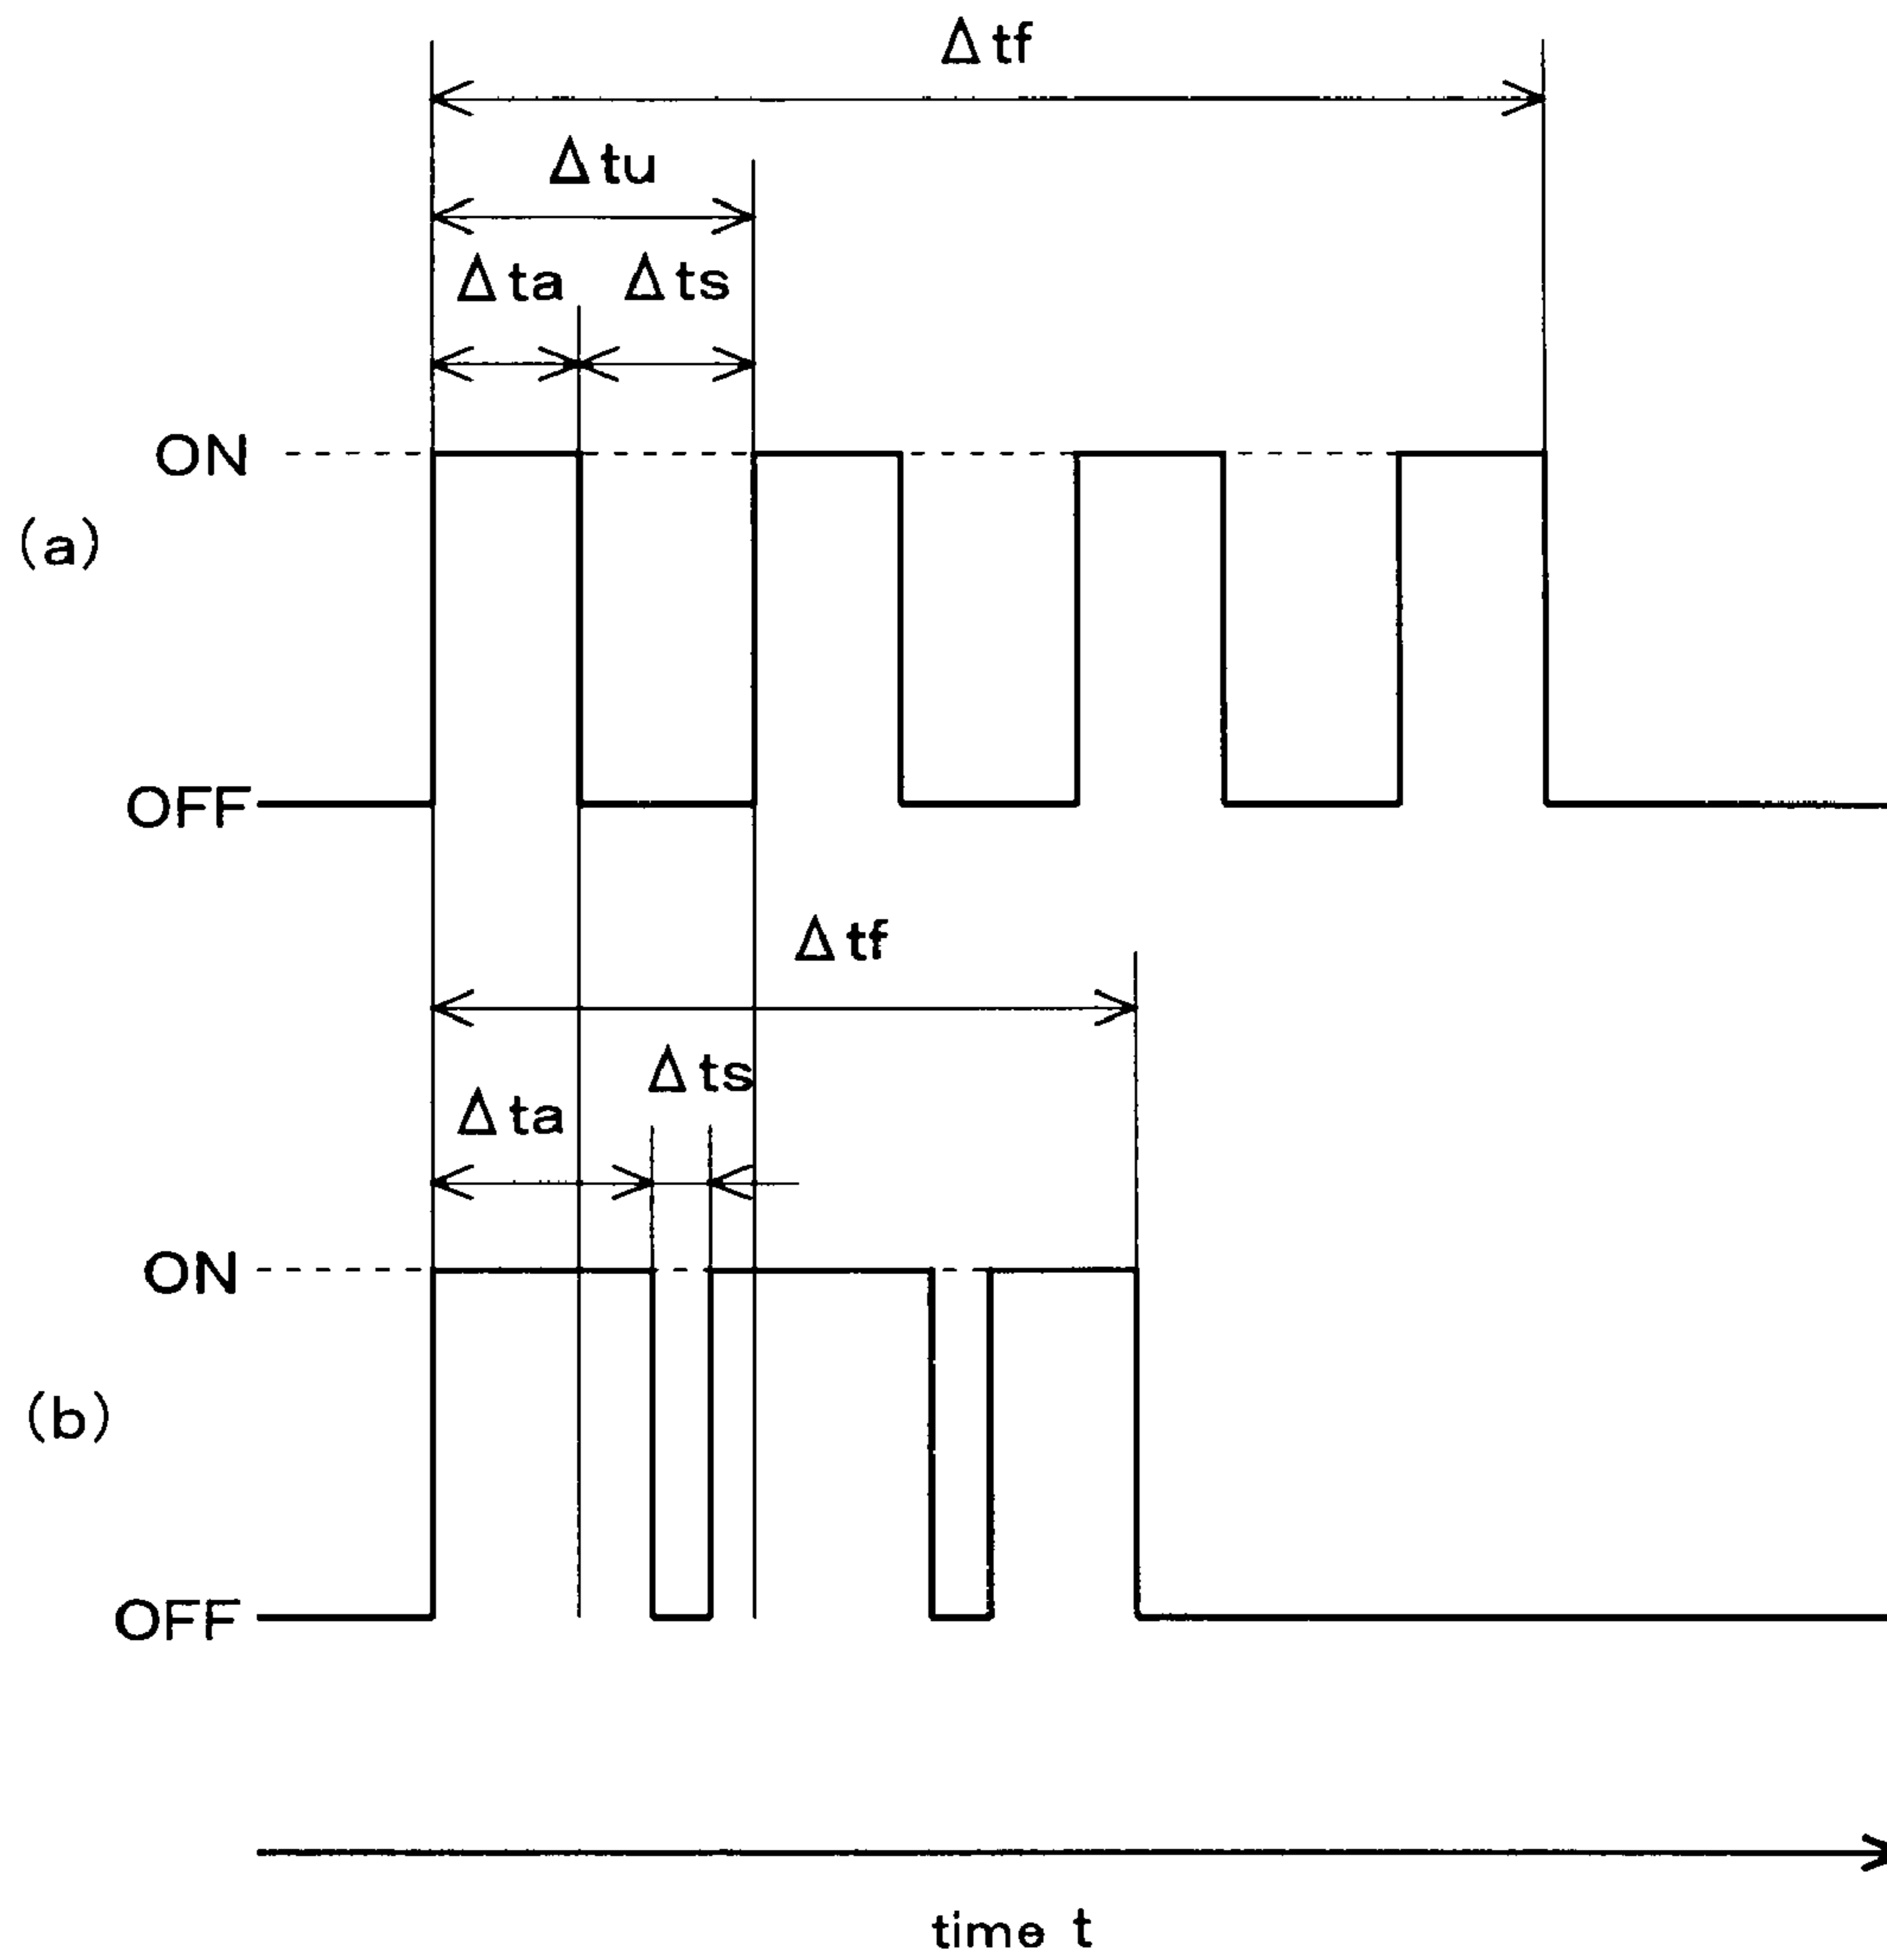 Δtf
Δtu
Δta Δts
ON
(a)
OFF
Δtf
Δts
Δta
ON
(b)
OFF
time t